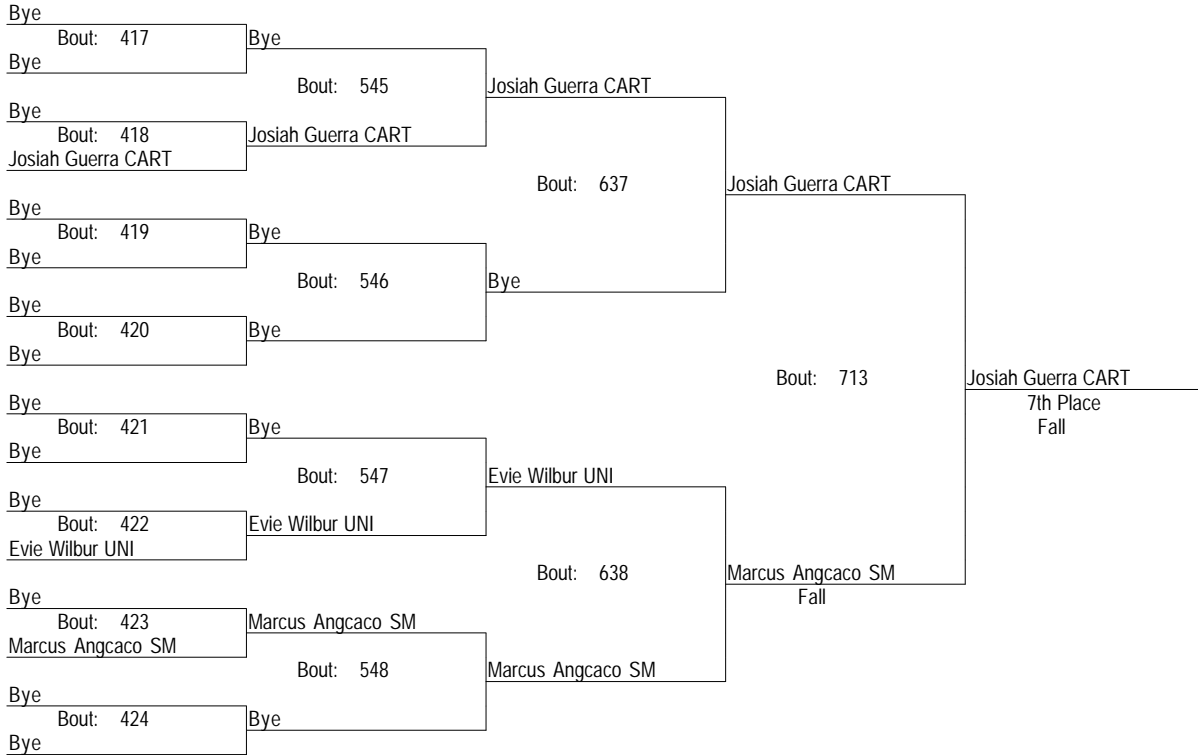 Bye
Bout: 417
Bye
Bye
Bout: 545
Josiah Guerra CART
Bye
Bout: 418
Josiah Guerra CART
Josiah Guerra CART
Bout: 637
Josiah Guerra CART
Bye
Bout: 419
Bye
Bye
Bout: 546
Bye
Bye
Bout: 420
Bye
Bye
Bout: 713
Josiah Guerra CART
7th Place
Fall
Bye
Bout: 421
Bye
Bye
Bout: 547
Evie Wilbur UNI
Bye
Bout: 422
Evie Wilbur UNI
Evie Wilbur UNI
Bout: 638
Marcus Angcaco SM
Fall
Bye
Bout: 423
Marcus Angcaco SM
Marcus Angcaco SM
Bout: 548
Marcus Angcaco SM
Bye
Bout: 424
Bye
Bye